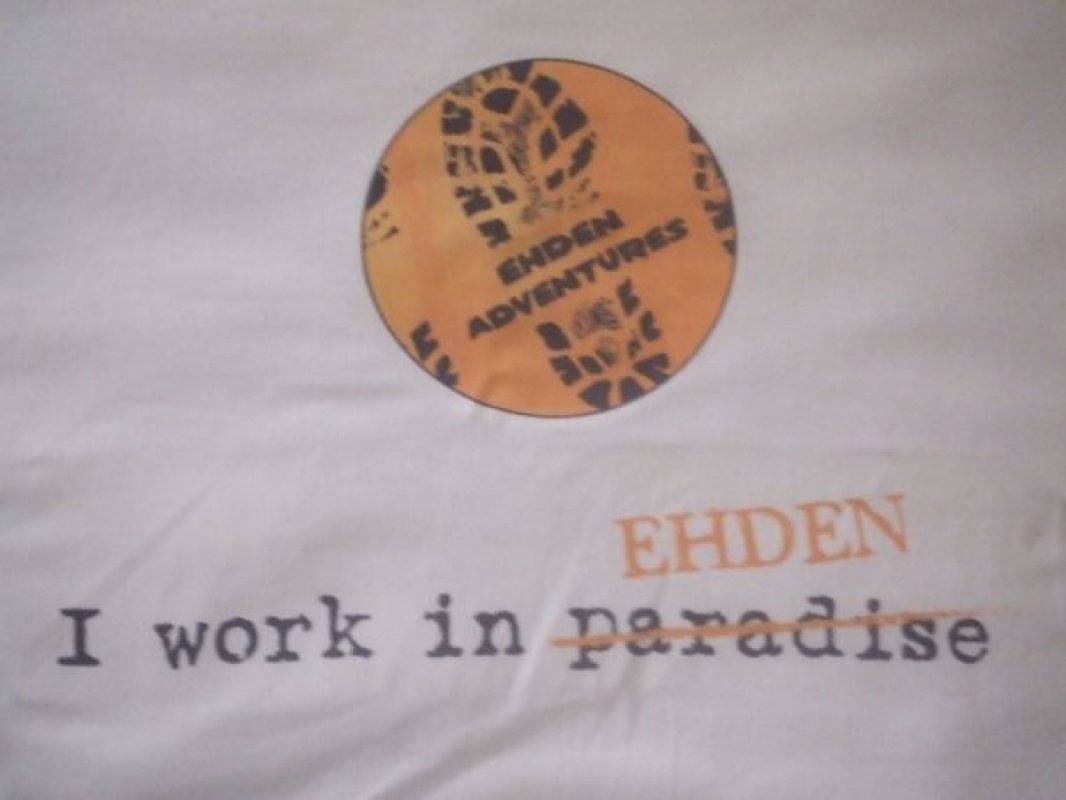 EHDEN
ADVENTURES
EHDEN
I work in paradise